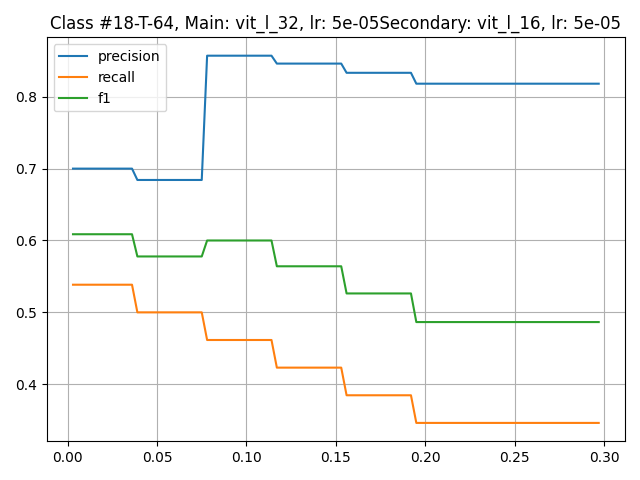 Class #18-T-64, Main: vit_l_32, lr: 5e-05Secondary: vit_l_16, lr: 5e-05
precision
recall
f1
0.8
0.7
0.6
0.5
0.4
0.00 0.05 0.10 0.15 0.20 0.25 0.30